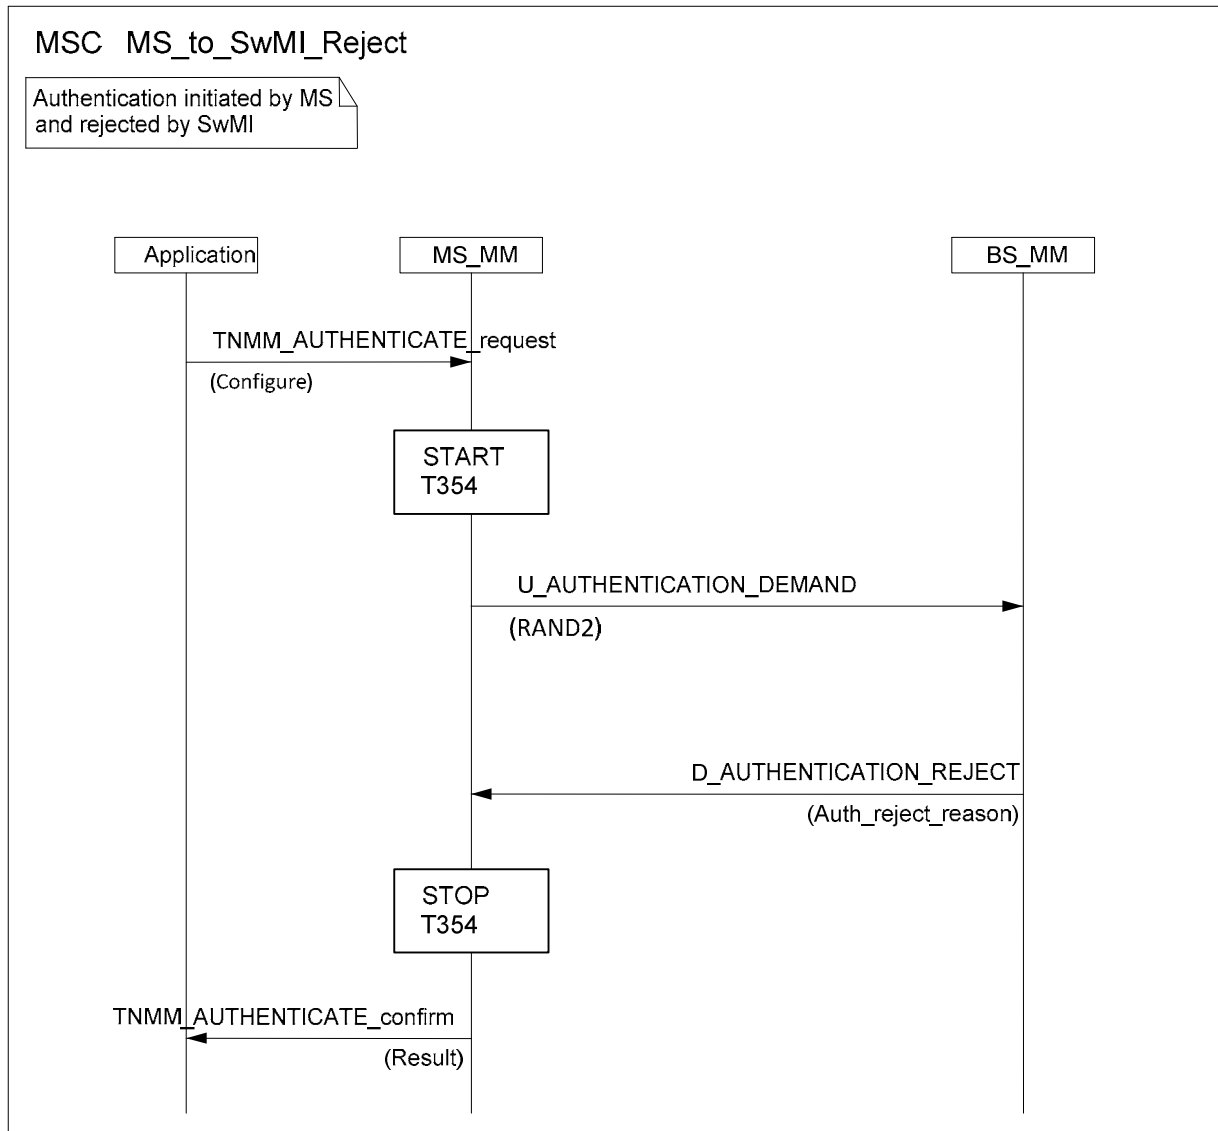 MSC MS_to_SwMI_Reject
Authentication initiated by MS
and rejected by SwMI
Application
MS_MM
BS_MM
TNMM_AUTHENTICATE_request
(Configure)
START
T354
U_AUTHENTICATION_DEMAND
(RAND2)
D_AUTHENTICATION_REJECT
(Auth_reject_reason)
STOP
T354
TNMM_AUTHENTICATE_confirm
(Result)